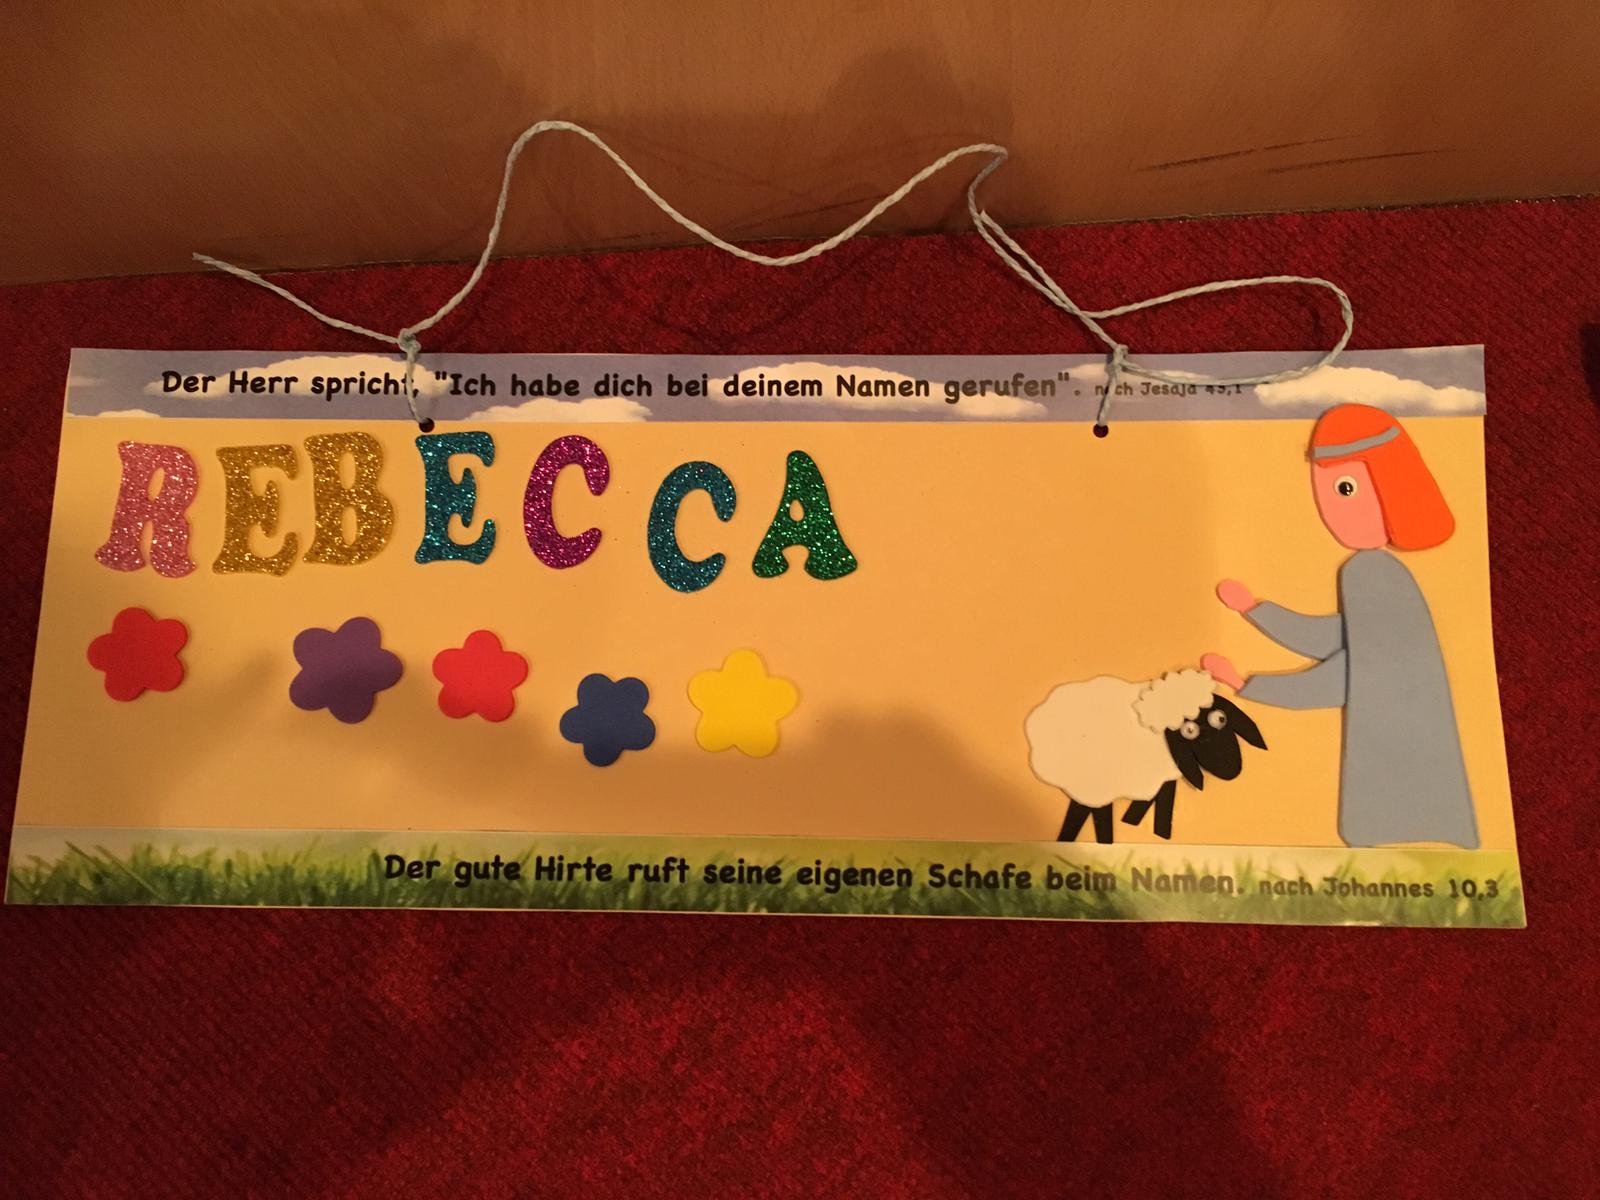 Der Herr spricht, "Ich habe dich bei deinem Namen gerufen". nach Jesaja 43,1
REBECCA
Der gute Hirte ruft seine eigenen Schafe beim Namen. nach Johannes 10,3